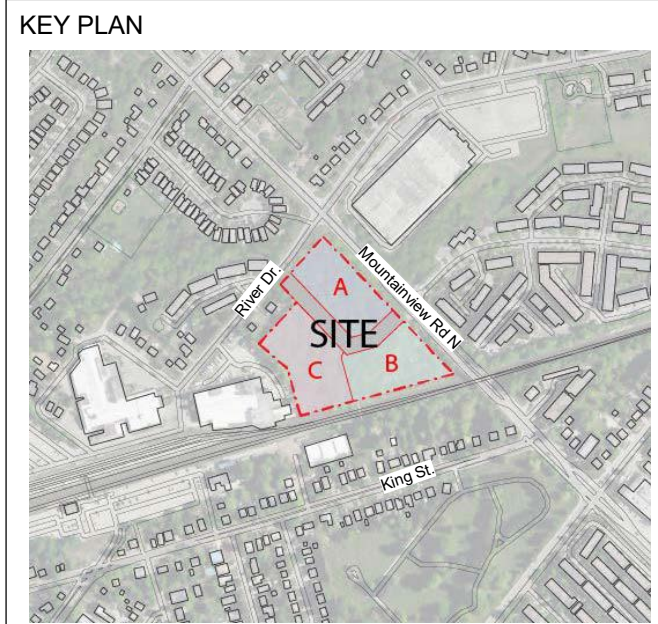 KEY PLAN
River Dr.
Mountainview Rd N
A
SITE
C
B
King St.